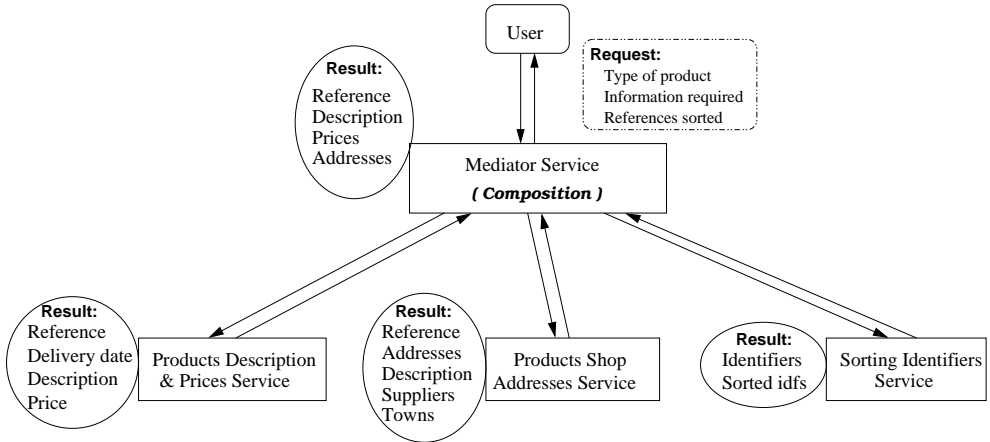 User
Request:
Type of product
Information required
References sorted
Result:
Reference
Description
Prices
Addresses
Mediator Service
( Composition )
Result:
Reference
Delivery date
Description
Price
Products Description
& Prices Service
Result:
Reference
Addresses
Description
Suppliers
Towns
Products Shop
Addresses Service
Result:
Identifiers
Sorted idfs
Sorting Identifiers
Service